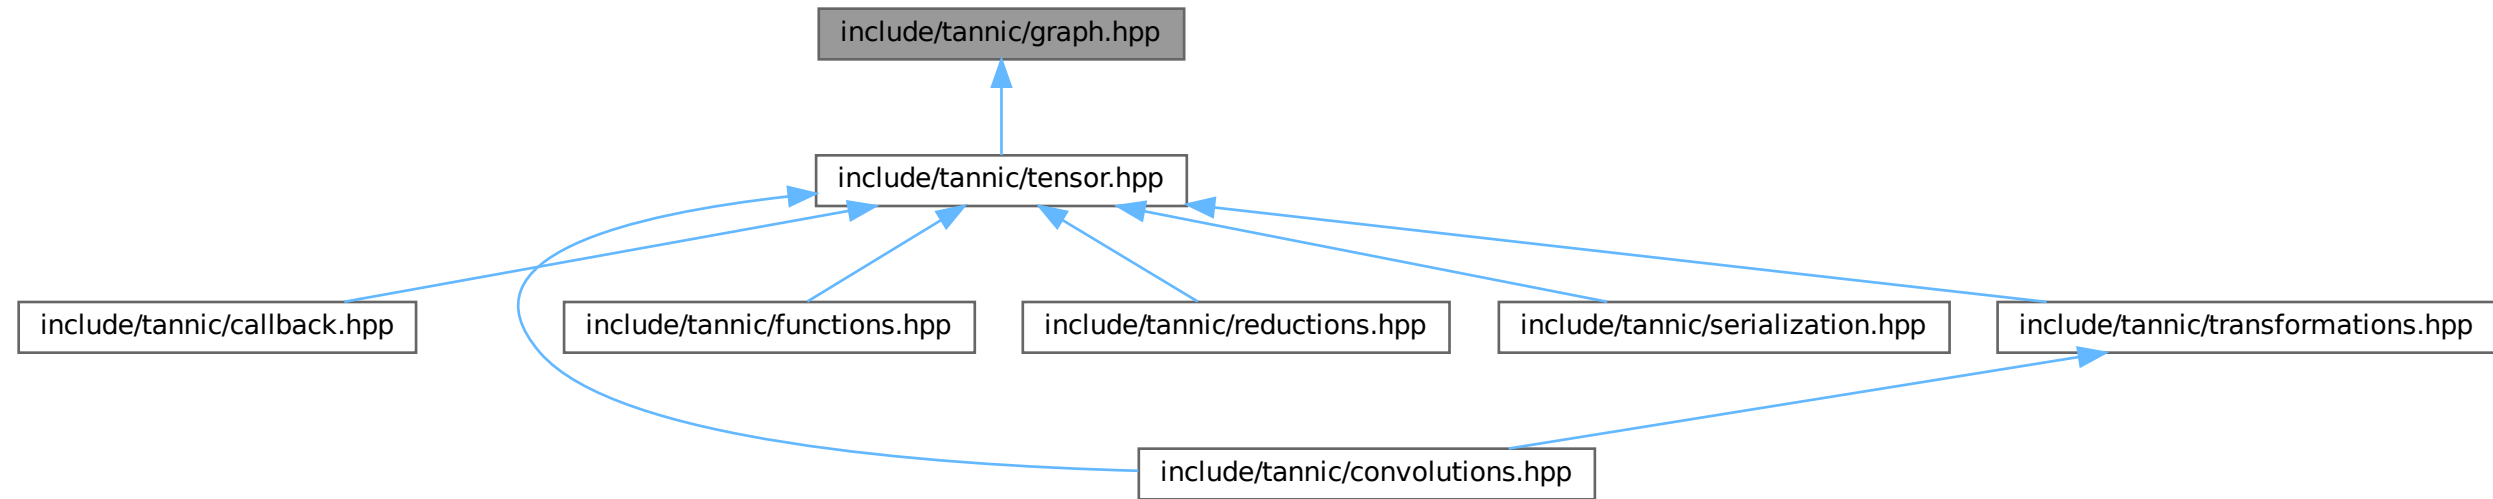 include/tannic/graph.hpp
include/tannic/tensor.hpp
include/tannic/callback.hpp
include/tannic/functions.hpp
include/tannic/reductions.hpp
include/tannic/serialization.hpp
include/tannic/transformations.hpp
include/tannic/convolutions.hpp